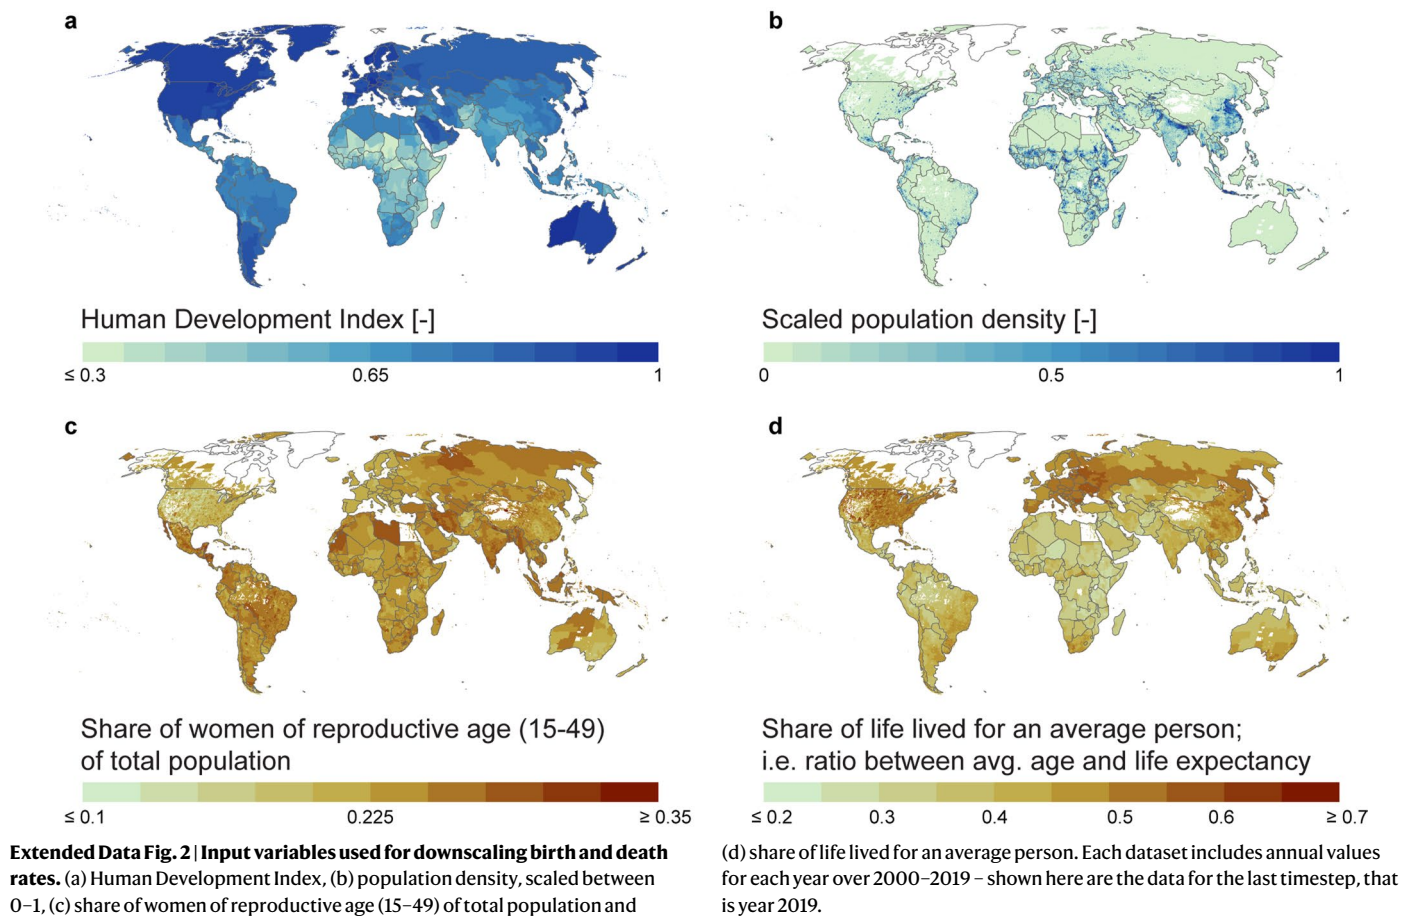 a
Human Development Index [-]
≤ 0.3 0.65 1
b
Scaled population density [-]
0 0.5 1
c
Share of women of reproductive age (15-49)
of total population
≤ 0.1 0.225 ≥ 0.35
d
Share of life lived for an average person;
i.e. ratio between avg. age and life expectancy
≤ 0.2 0.3 0.4 0.5 0.6 ≥ 0.7
Extended Data Fig. 2 | Input variables used for downscaling birth and death
rates. (a) Human Development Index, (b) population density, scaled between
0–1, (c) share of women of reproductive age (15–49) of total population and
(d) share of life lived for an average person. Each dataset includes annual values
for each year over 2000–2019 – shown here are the data for the last timestep, that
is year 2019.